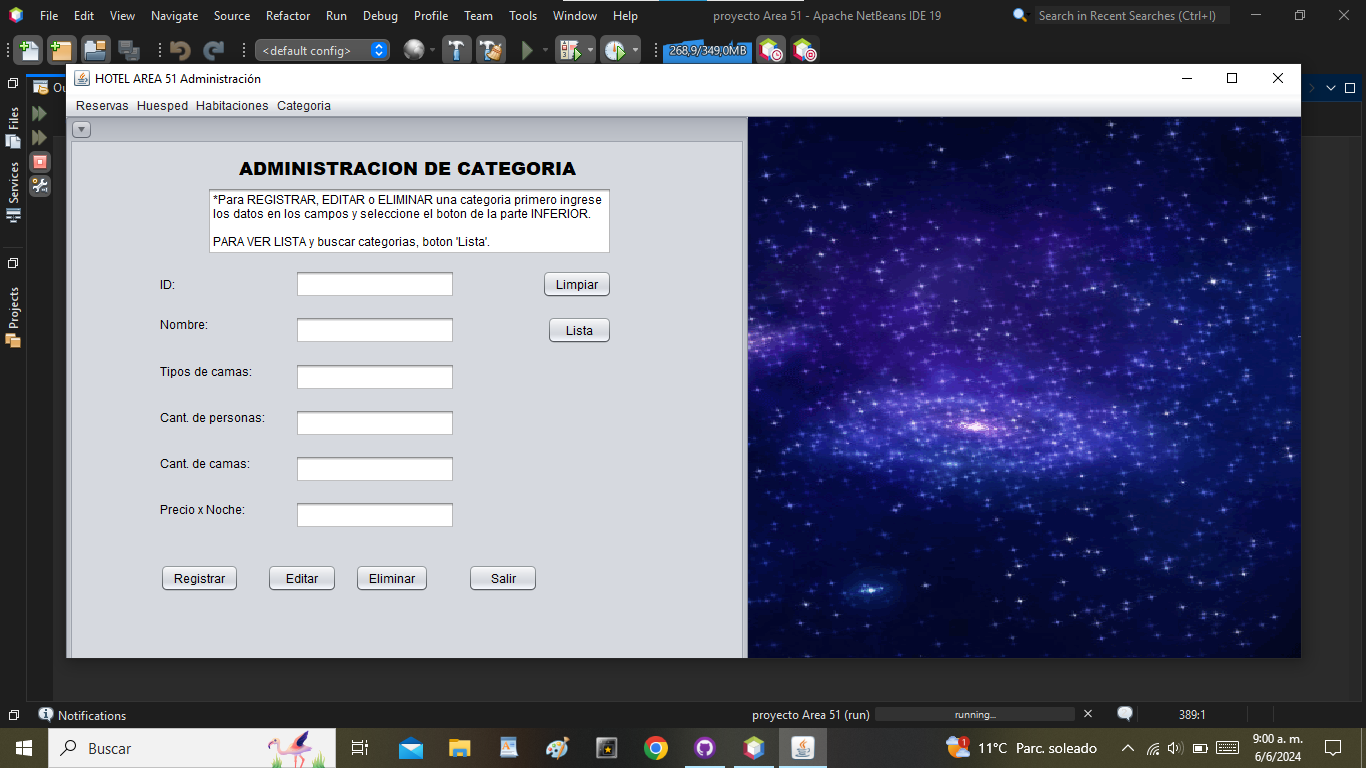 File Edit View Navigate Source Refactor Run Debug Profile Team Tools Window Help
proyecto Area 51 - Apache NetBeans IDE 19
Search in Recent Searches (Ctrl+I)
<default config>
268,9/349,0MB
HOTEL AREA 51 Administración
Reservas Huesped Habitaciones Categoria
Files
Services
Projects
ADMINISTRACION DE CATEGORIA
*Para REGISTRAR, EDITAR o ELIMINAR una categoria primero ingrese
los datos en los campos y seleccione el boton de la parte INFERIOR.
PARA VER LISTA y buscar categorias, boton 'Lista'.
ID:
Limpiar
Nombre:
Lista
Tipos de camas:
Cant. de personas:
Cant. de camas:
Precio x Noche:
Registrar Editar Eliminar Salir
Notifications
proyecto Area 51 (run) running...
389:1
Buscar
1
11°C Parc. soleado
9:00 a. m.
6/6/2024